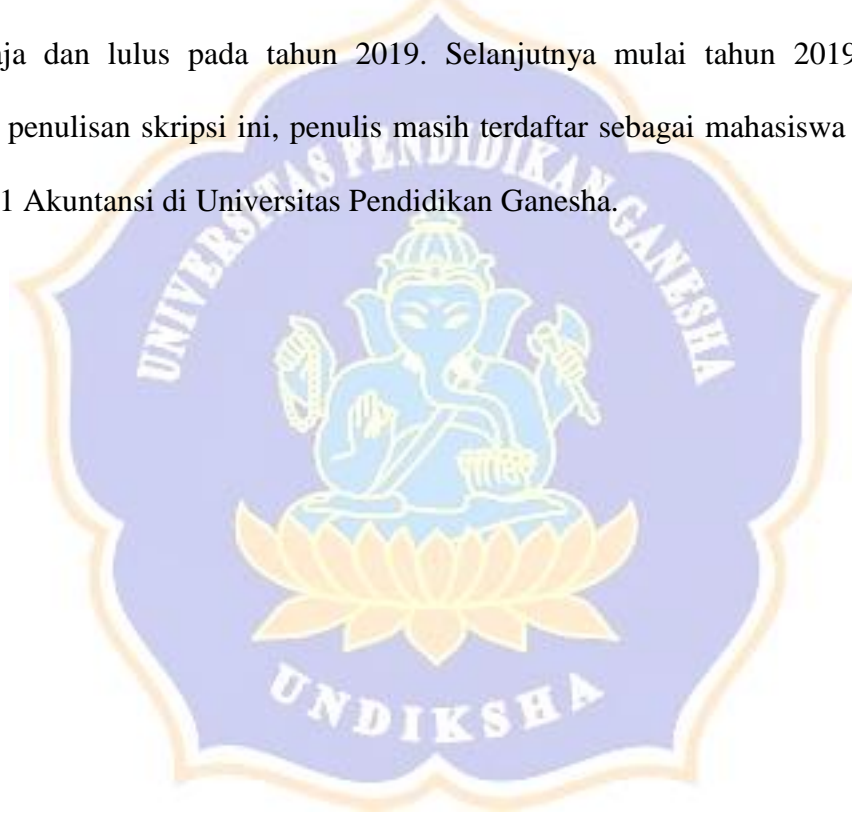 aja dan lulus pada tahun 2019. Selanjutnya mulai tahun 2019
penulisan skripsi ini, penulis masih terdaftar sebagai mahasiswa
1 Akuntansi di Universitas Pendidikan Ganesha.
UNIVERSITAS PENDIDIKAN GANESHA
UNDIKSHA